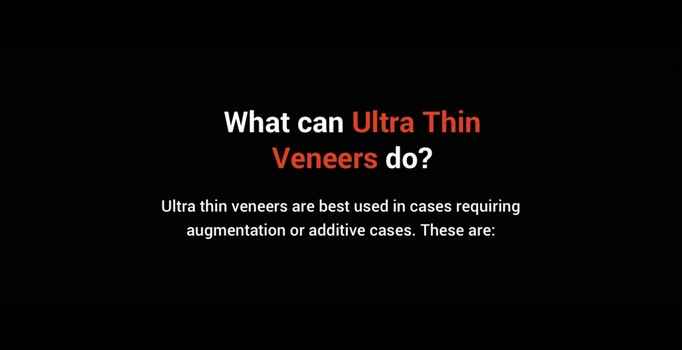 What can Ultra Thin
Veneers do?
Ultra thin veneers are best used in cases requiring
augmentation or additive cases. These are: